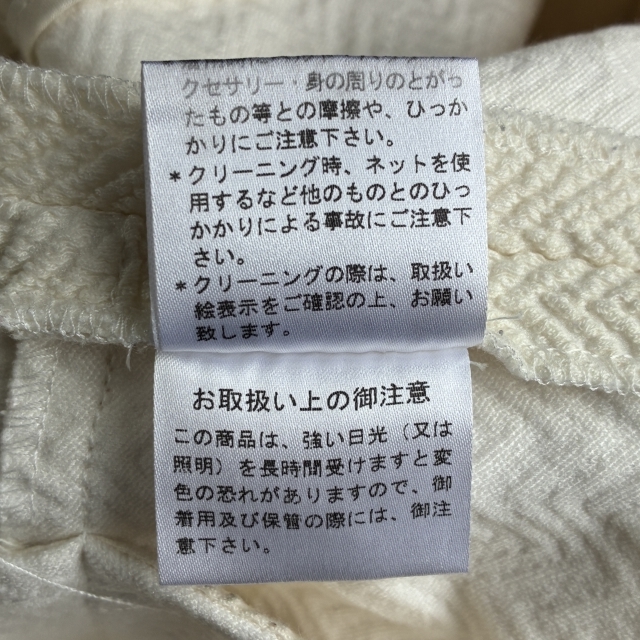 クセサリー・身の周りのとがっ
たもの等との摩擦や、ひっか
かりにご注意下さい。
*クリーニング時、ネットを使
用するなど他のものとのひっ
かかりによる事故にご注意下
さい。
*クリーニングの際は、取扱い
絵表示をご確認の上、お願い
致します。
お取扱い上の御注意
この商品は、強い日光（又は
照明）を長時間受けますと変
色の恐れがありますので、御
着用及び保管の際には、御注
意下さい。